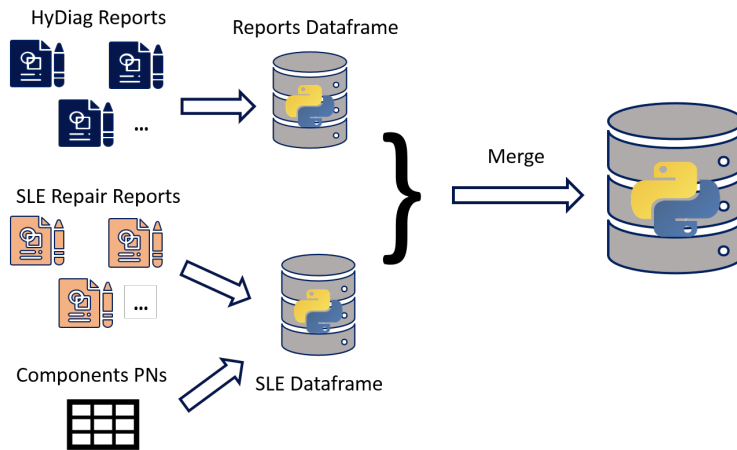 HyDiag Reports
Reports Dataframe
...
Merge
SLE Repair Reports
...
Components PNs
SLE Dataframe